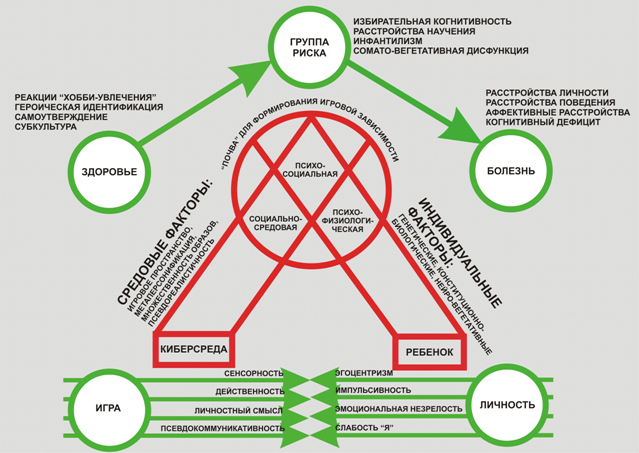 ИЗБИРАТЕЛЬНАЯ КОГНИТИВНОСТЬ
РАССТРОЙСТВА НАУЧЕНИЯ
ИНФАНТИЛИЗМ
СОМАТО-ВЕГЕТАТИВНАЯ ДИСФУНКЦИЯ
ГРУППА
РИСКА
РЕАКЦИИ “ХОББИ-УВЛЕЧЕНИЯ”
ГЕРОИЧЕСКАЯ ИДЕНТИФИКАЦИЯ
САМОУТВЕРЖДЕНИЕ
СУБКУЛЬТУРА
РАССТРОЙСТВА ЛИЧНОСТИ
РАССТРОЙСТВА ПОВЕДЕНИЯ
АФФЕКТИВНЫЕ РАССТРОЙСТВА
КОГНИТИВНЫЙ ДЕФИЦИТ
ЗДОРОВЬЕ
БОЛЕЗНЬ
“ПОЧВА” ДЛЯ ФОРМИРОВАНИЯ ИГРОВОЙ ЗАВИСИМОСТИ
ПСИХО-
СОЦИАЛЬНАЯ
СОЦИАЛЬНО-
СРЕДОВАЯ
ПСИХО-
ФИЗИОЛОГИ-
ЧЕСКАЯ
СРЕДОВЫЕ ФАКТОРЫ:
ИГРОВОЕ ПРОСТРАНСТВО,
МЕТАПЕРСОНИФИКАЦИЯ,
МНОЖЕСТВЕННОСТЬ ОБРАЗОВ,
ПСЕВДОРЕАЛИСТИЧНОСТЬ
ИНДИВИДУАЛЬНЫЕ
ФАКТОРЫ:
ГЕНЕТИЧЕСКИЕ, КОНСТИТУЦИОННО-
БИОЛОГИЧЕСКИЕ, НЕЙРО-ВЕГЕТАТИВНЫЕ
КИБЕРСРЕДА
РЕБЕНОК
ИГРА
СЕНСОРНОСТЬ
ДЕЙСТВЕННОСТЬ
ЛИЧНОСТНЫЙ СМЫСЛ
ПСЕВДОКОММУНИКАТИВНОСТЬ
ЭГОЦЕНТРИЗМ
ИМПУЛЬСИВНОСТЬ
ЭМОЦИОНАЛЬНАЯ НЕЗРЕЛОСТЬ
СЛАБОСТЬ “Я”
ЛИЧНОСТЬ